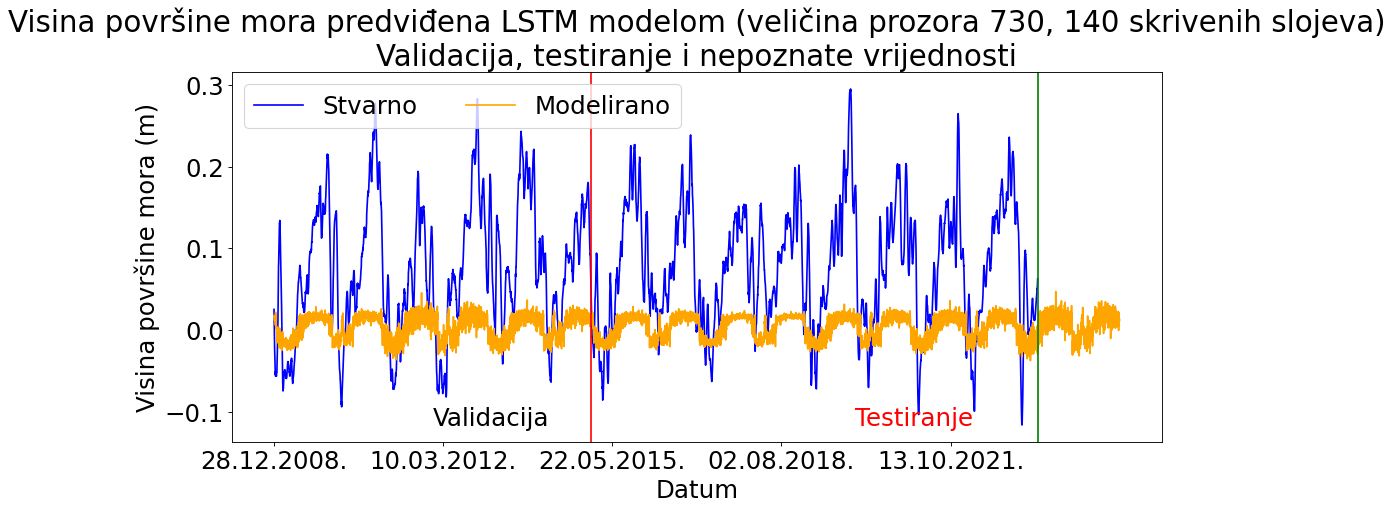 Visina površine mora predviđena LSTM modelom (veličina prozora 730, 140 skrivenih slojeva)
Validacija, testiranje i nepoznate vrijednosti
Stvarno Modelirano
Visina površine mora (m)
0.3
0.2
0.1
0.0
−0.1
Validacija
Testiranje
28.12.2008. 10.03.2012. 22.05.2015. 02.08.2018. 13.10.2021.
Datum